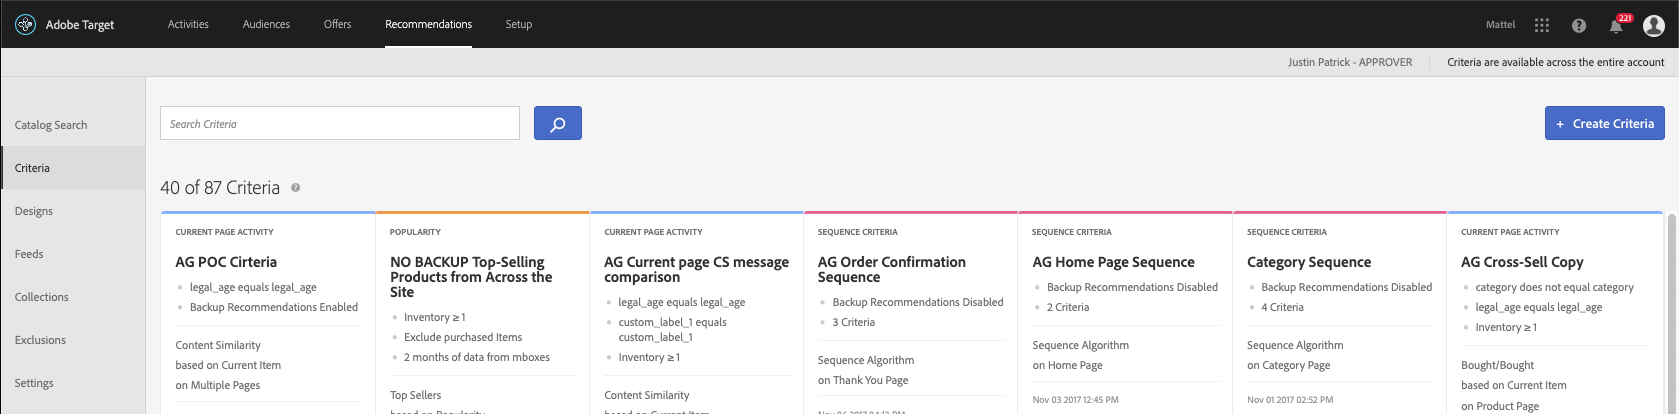 Adobe Target
Activities
Audiences
Offers
Recommendations
Setup
Mattel
221
Justin Patrick - APPROVER
Criteria are available across the entire account
Catalog Search
Criteria
Designs
Feeds
Collections
Exclusions
Settings
Search Criteria
+ Create Criteria
40 of 87 Criteria
CURRENT PAGE ACTIVITY
AG POC Cirteria
legal_age equals legal_age
Backup Recommendations Enabled
Content Similarity
based on Current Item
on Multiple Pages
POPULARITY
NO BACKUP Top-Selling
Products from Across the
Site
Inventory ≥ 1
Exclude purchased Items
2 months of data from mboxes
Top Sellers
based on Popularity
CURRENT PAGE ACTIVITY
AG Current page CS message
comparison
legal_age equals legal_age
custom_label_1 equals
custom_label_1
Inventory ≥ 1
Content Similarity
based on Current Item
SEQUENCE CRITERIA
AG Order Confirmation
Sequence
Backup Recommendations Disabled
3 Criteria
Sequence Algorithm
on Thank You Page
SEQUENCE CRITERIA
AG Home Page Sequence
Backup Recommendations Disabled
2 Criteria
Sequence Algorithm
on Home Page
Nov 03 2017 12:45 PM
SEQUENCE CRITERIA
Category Sequence
Backup Recommendations Disabled
4 Criteria
Sequence Algorithm
on Category Page
Nov 01 2017 02:52 PM
CURRENT PAGE ACTIVITY
AG Cross-Sell Copy
category does not equal category
legal_age equals legal_age
Inventory ≥ 1
Bought/Bought
based on Current Item
on Product Page